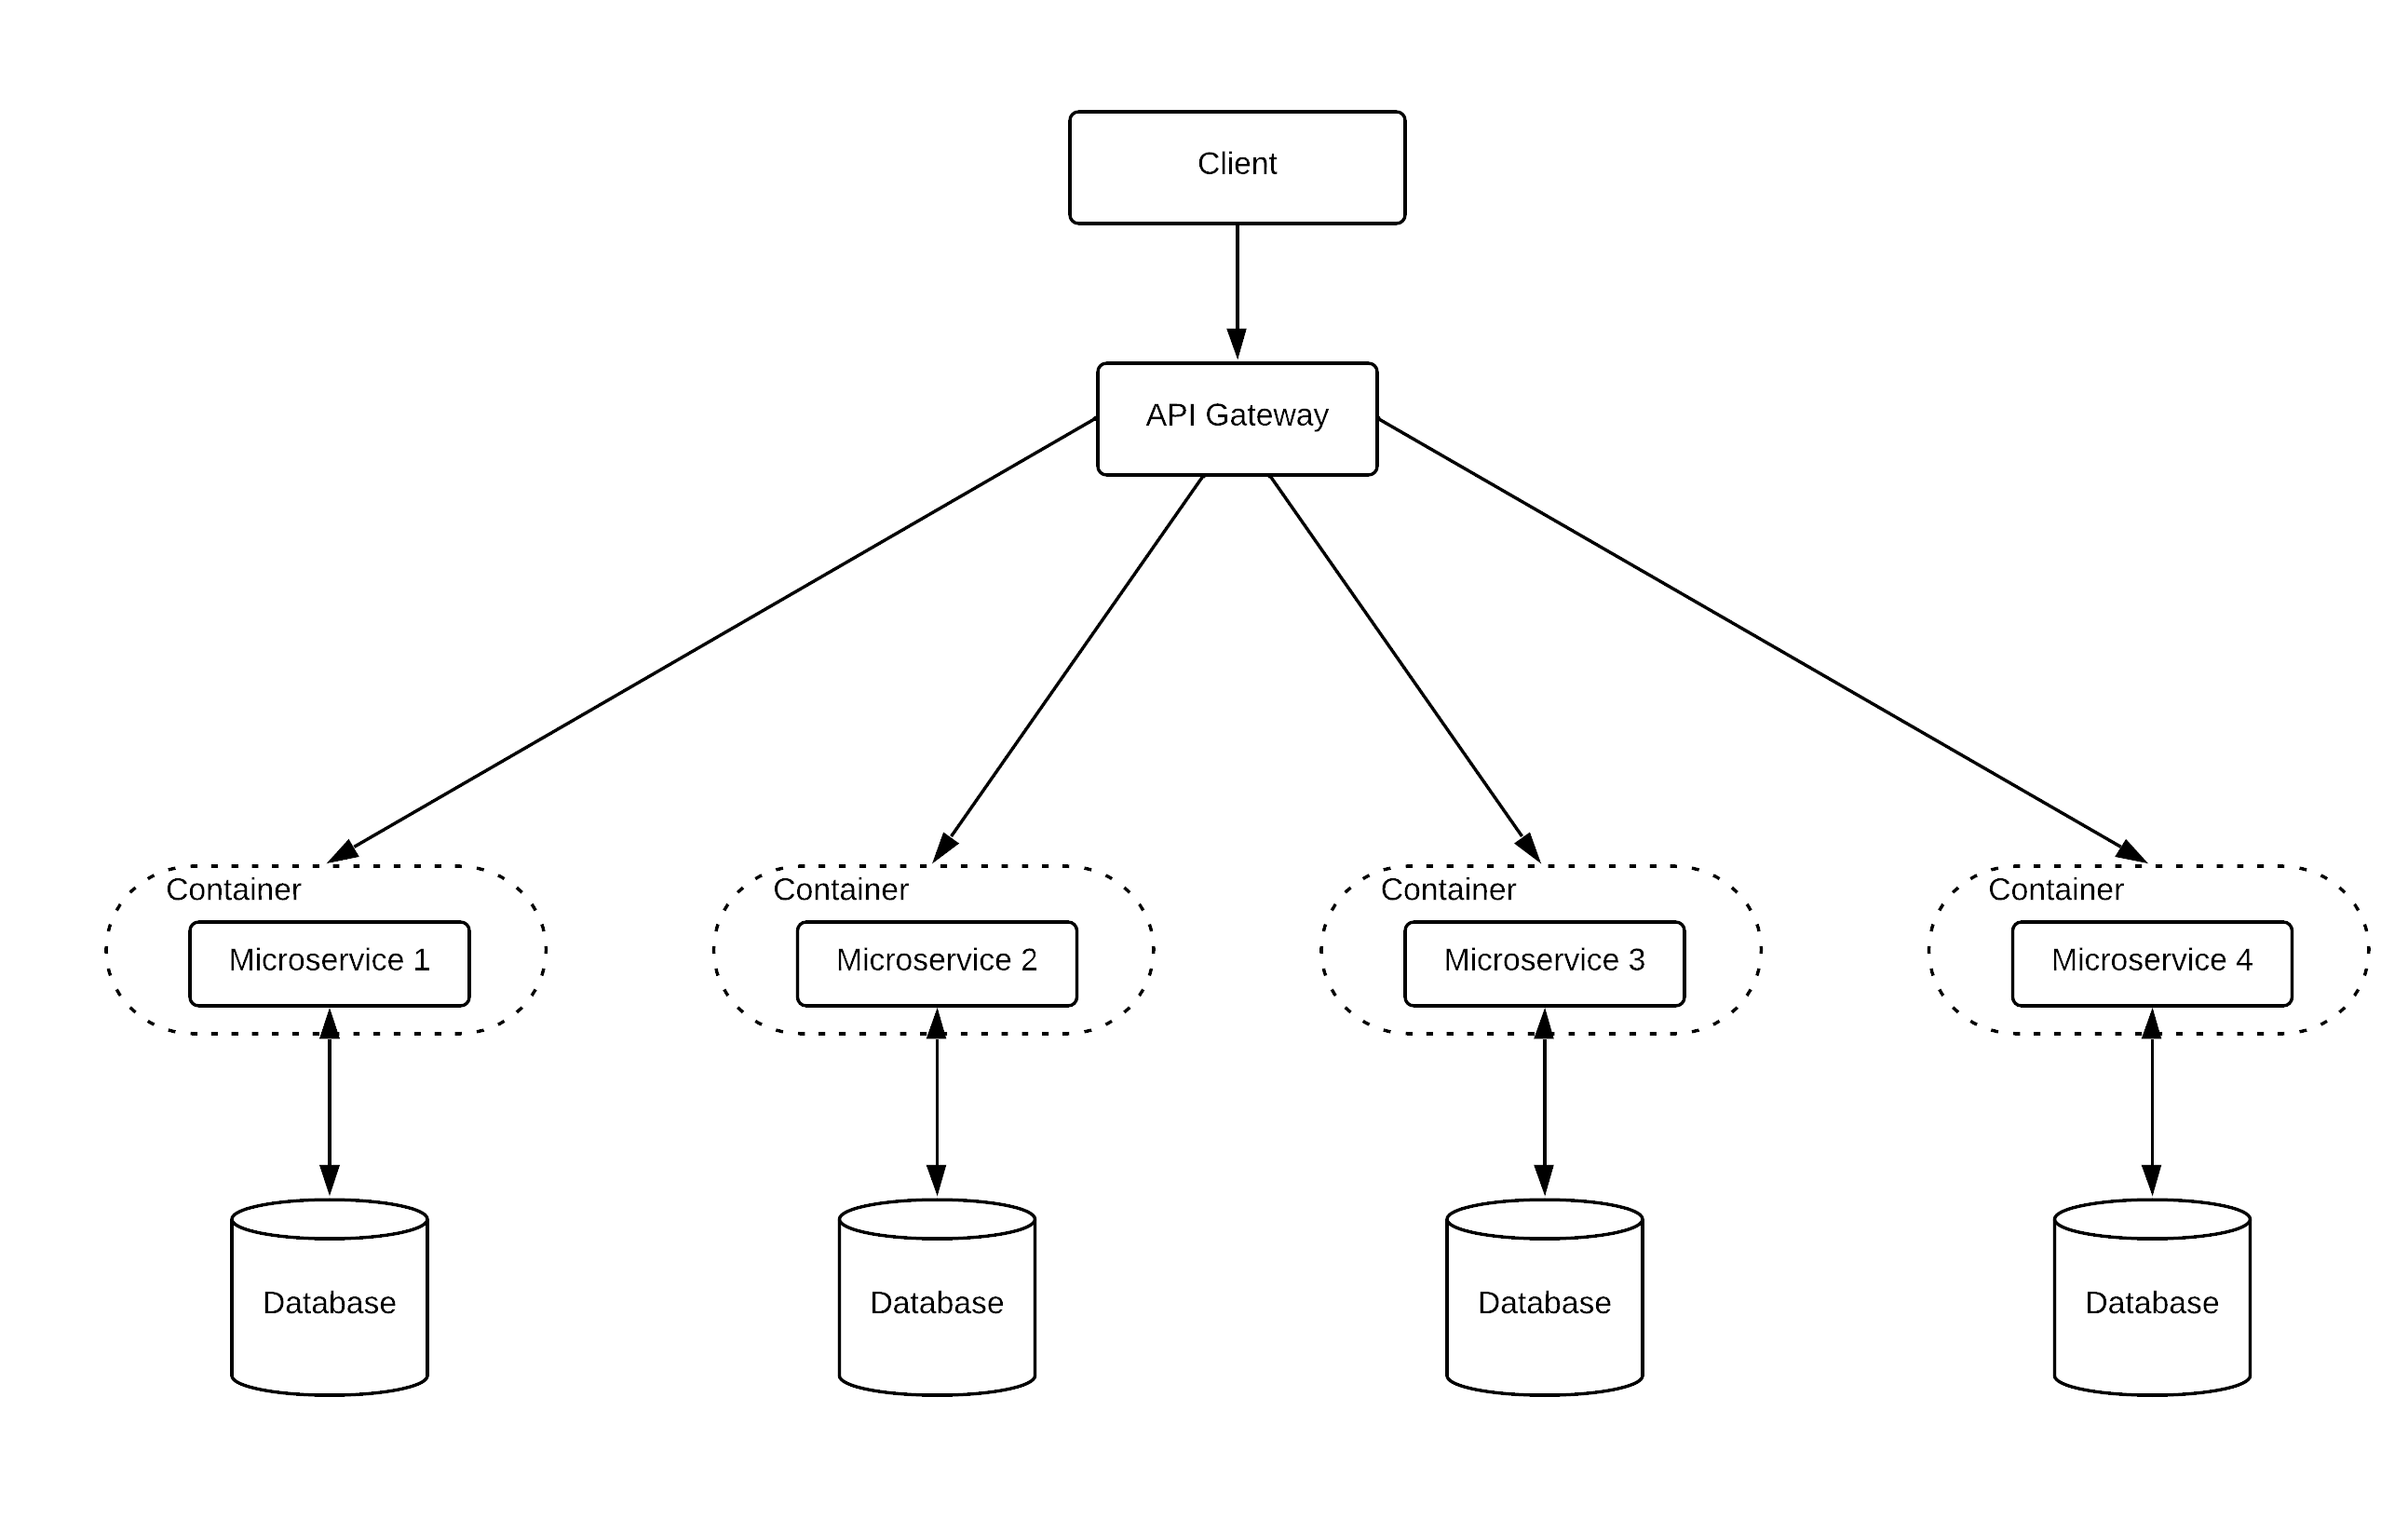 Client
API Gateway
Container
Microservice 1
Container
Microservice 2
Container
Microservice 3
Container
Microservice 4
Database
Database
Database
Database